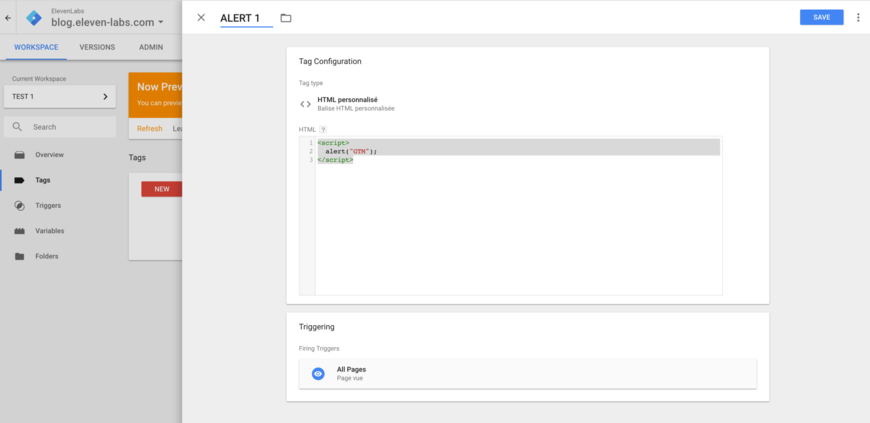 ElevenLabs
blog.eleven-labs.com
ALERT 1
SAVE
WORKSPACE
VERSIONS
ADMIN
Current Workspace
TEST 1
Search
Overview
Tags
Triggers
Variables
Folders
Now Prev
You can previe
Refresh
Lea
Tags
NEW
Tag Configuration
Tag type
HTML personnalisé
Balise HTML personnalisée
HTML ?
1 <script>
2 alert("GTM");
3 </script>
Triggering
Firing Triggers
All Pages
Page vue